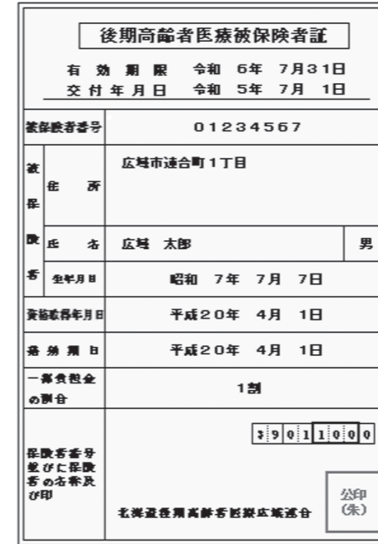 後期高齢者医療被保険者証
有効期限 令和 6年 7月31日
交付年月日 令和 5年 7月 1日
被保険者番号 01234567
被保険者
住所 広域市連合町1丁目
氏名 広域 太郎 男
生年月日 昭和 7年 7月 7日
資格取得年月日 平成20年 4月 1日
発効期日 平成20年 4月 1日
一部負担金の割合 1割
保険者番号並びに保険者の名称及び印
39011000
北海道後期高齢者医療広域連合
公印
(朱)